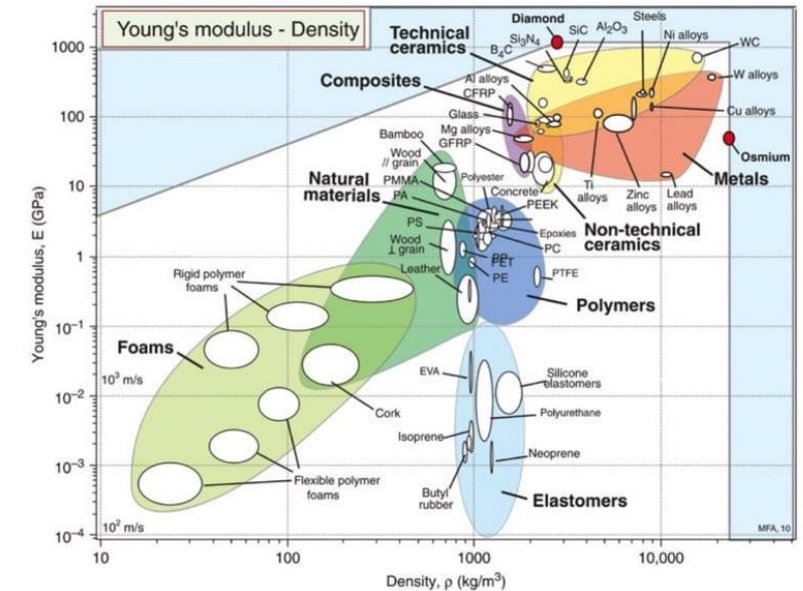 Young's modulus - Density
Young's modulus, E (GPa)
1000
100
10
1
10⁻¹
10⁻²
10⁻³
10⁻⁴
10³ m/s
10² m/s
Technical
ceramics
Diamond
Si₃N₄
B₄C
SiC
Al₂O₃
Steels
Ni alloys
WC
W alloys
Cu alloys
Osmium
Metals
Composites
Al alloys
CFRP
Glass
Mg alloys
GFRP
Ti
alloys
Zinc
alloys
Lead
alloys
Bamboo
Wood
// grain
Natural
materials
PMMA
PA
PS
Wood
⊥ grain
Leather
Polyester
Concrete
PEEK
Non-technical
ceramics
Epoxies
PC
PP
PET
PE
PTFE
Polymers
Rigid polymer
foams
Foams
Cork
Flexible polymer
foams
EVA
Silicone
elastomers
Polyurethane
Isoprene
Neoprene
Butyl
rubber
Elastomers
MFA, 10
10
100
1000
10,000
Density, ρ (kg/m³)